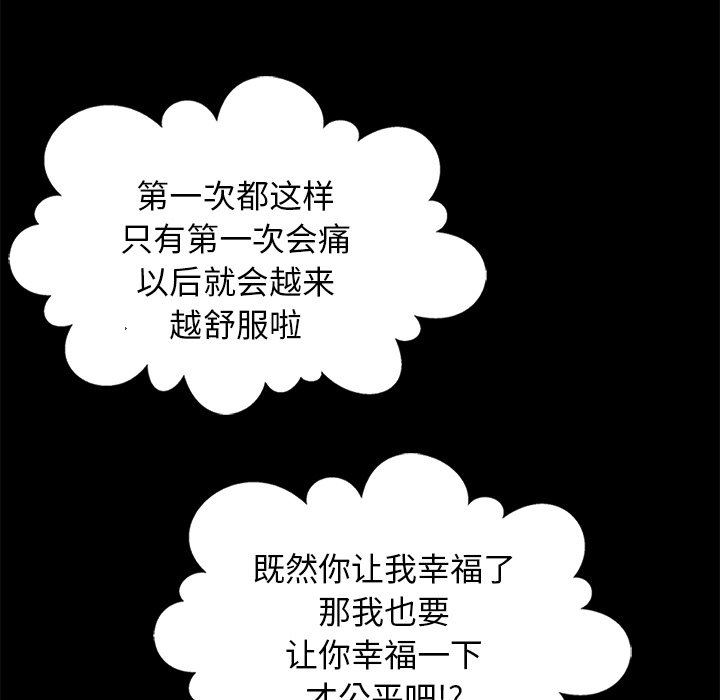 第一次都这样
只有第一次会痛
以后就会越来
越舒服啦
既然你让我幸福了
那我也要
让你幸福一下
才公平吧!?